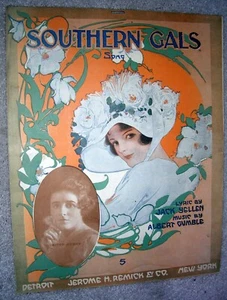 SOUTHERN GALS
SONG
LYRIC BY
JACK YELLEN
MUSIC BY
ALBERT GUMBLE
5
DETROIT JEROME H. REMICK & CO. NEW YORK